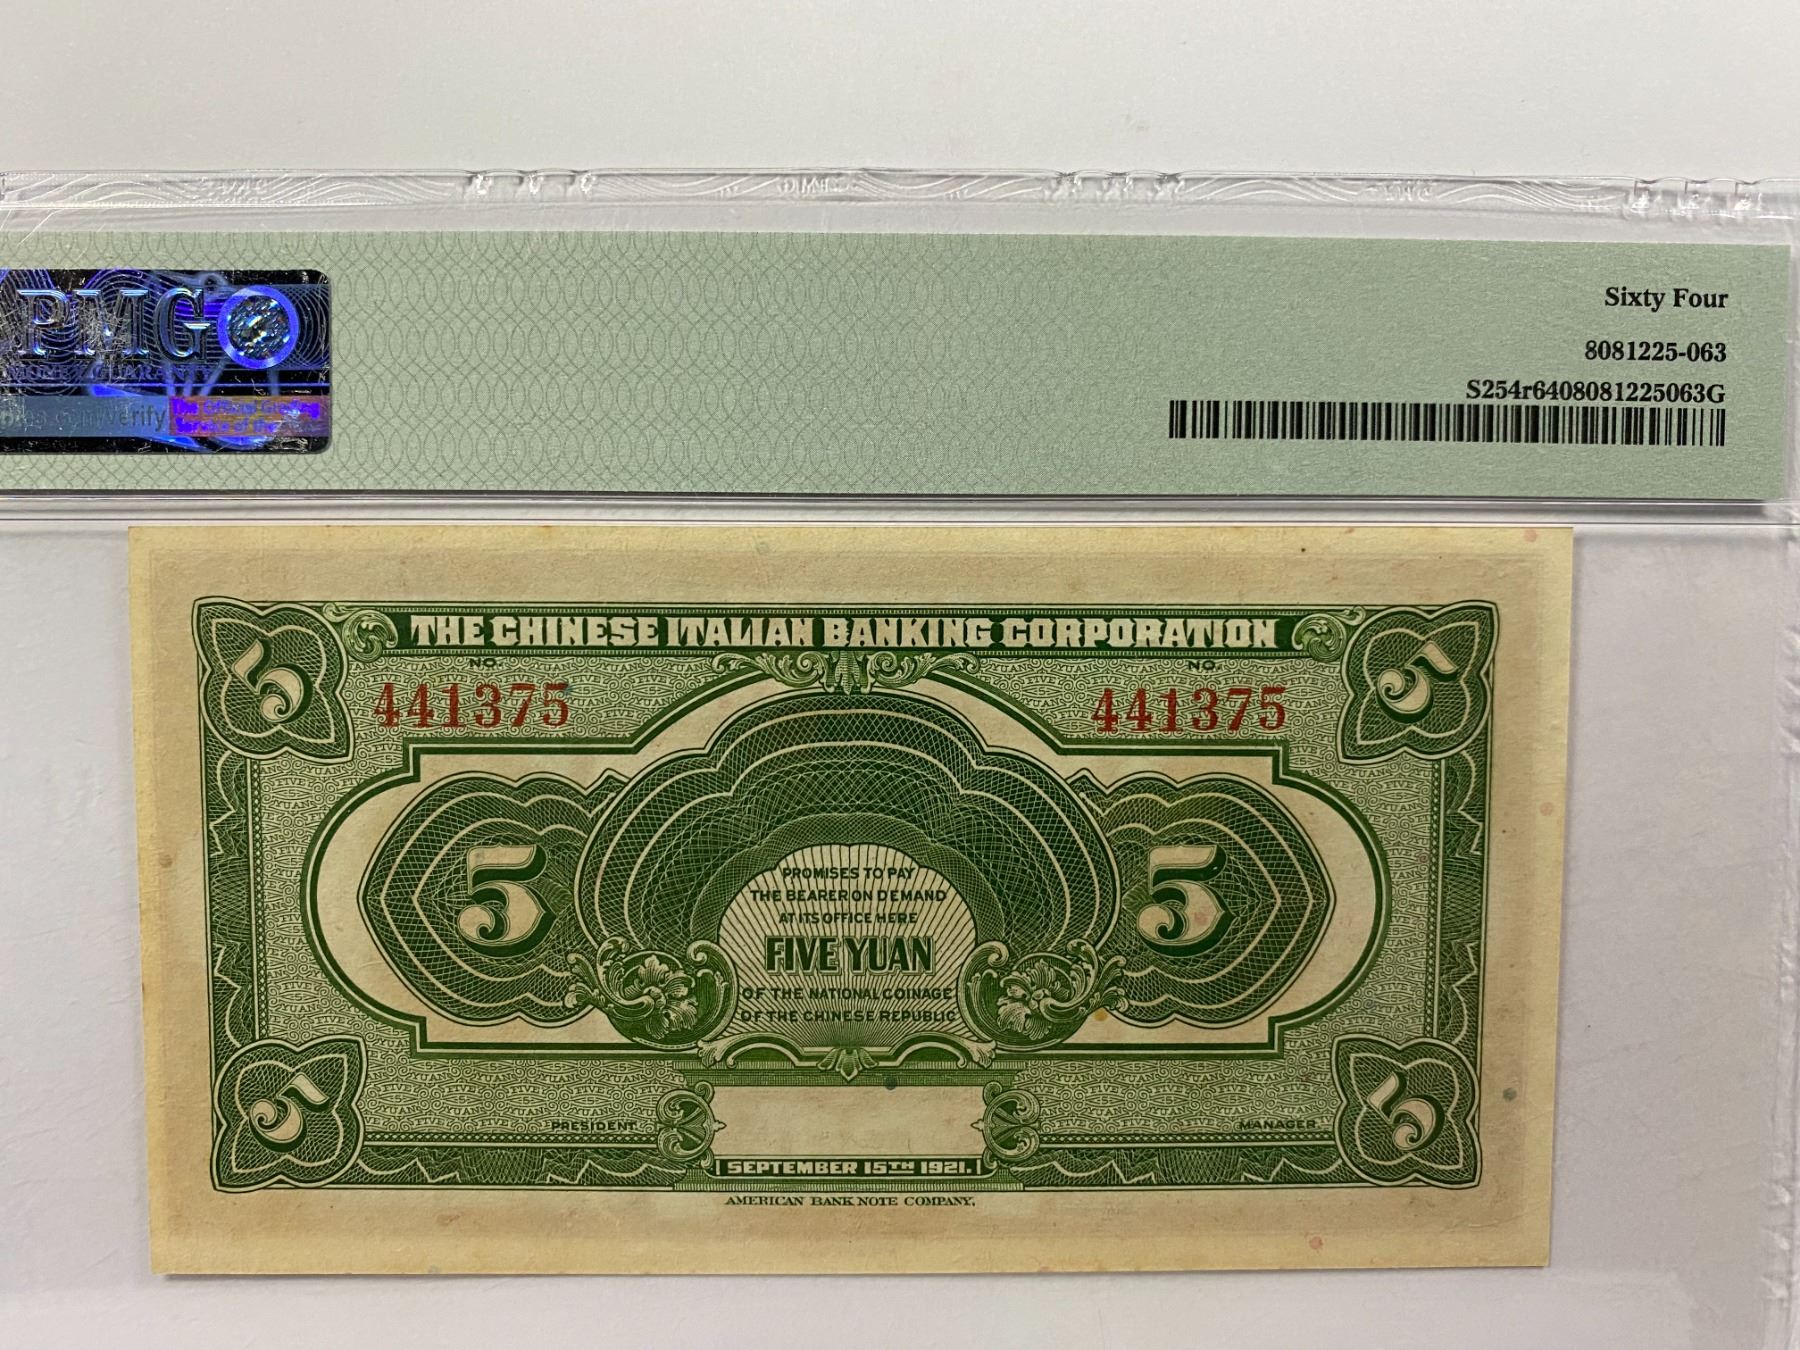 PMG
Sixty Four
8081225-063
S254r6408081225063G
THE CHINESE ITALIAN BANKING CORPORATION
5
5
NO.
NO.
441375
441375
PROMISES TO PAY
THE BEARER ON DEMAND
AT ITS OFFICE HERE
5
5
FIVE YUAN
OF THE NATIONAL COINAGE
OF THE CHINESE REPUBLIC
5
5
PRESIDENT
MANAGER
SEPTEMBER 15TH 1921.
AMERICAN BANK NOTE COMPANY.